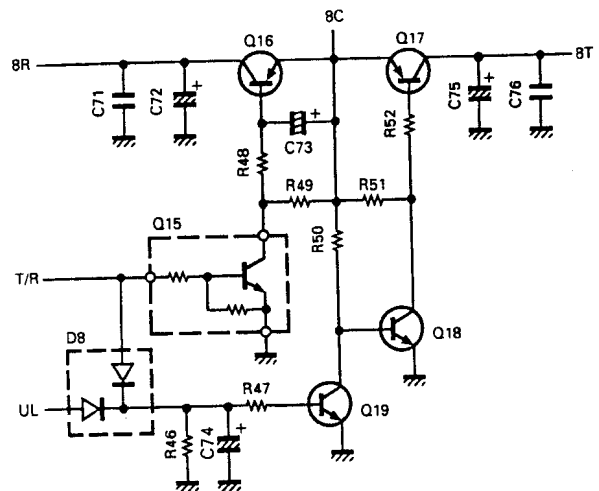 8C
Q16
Q17
8R
8T
C71
C72
+
C73
+
R52
C75
+
C76
R48
R49
R51
R50
Q15
T/R
Q18
D8
UL
R47
Q19
R46
C74
+